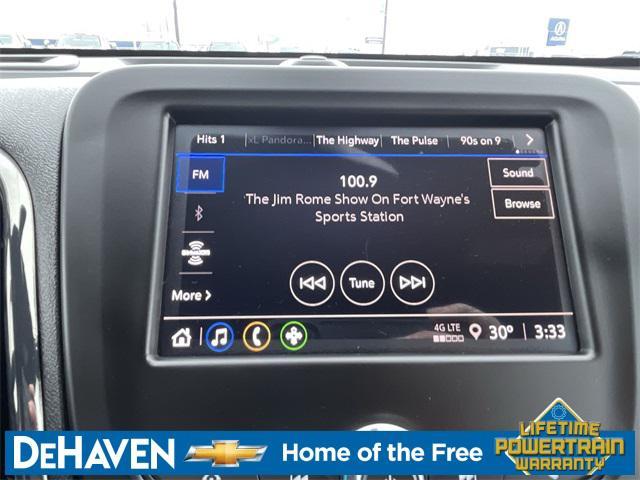 ACURA
Hits 1
xL Pandora...
The Highway
The Pulse
90s on 9
FM
100.9
Sound
The Jim Rome Show On Fort Wayne's
Sports Station
Browse
Tune
More
4G LTE
30°
3:33
DEHAVEN
Home of the Free
LIFETIME
POWERTRAIN
WARRANTY